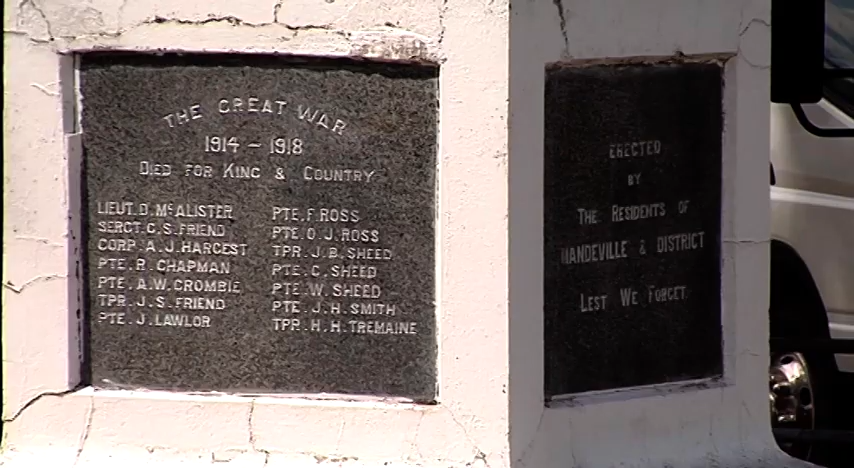 THE GREAT WAR
1914 - 1918
DIED FOR KING & COUNTRY
LIEUT. D. McALISTER
SERGT. G. S. FRIEND
CORP. A. J. HARGEST
PTE. R. CHAPMAN
PTE. A. W. CROMBIE
TPR. J. S. FRIEND
PTE. J. LAWLOR
PTE. F. ROSS
PTE. O. J. ROSS
TPR. J. B. SHEED
PTE. G. SHEED
PTE. W. SHEED
PTE. J. H. SMITH
TPR. H. H. TREMAINE
ERECTED
BY
THE RESIDENTS OF
MANDEVILLE & DISTRICT
LEST WE FORGET